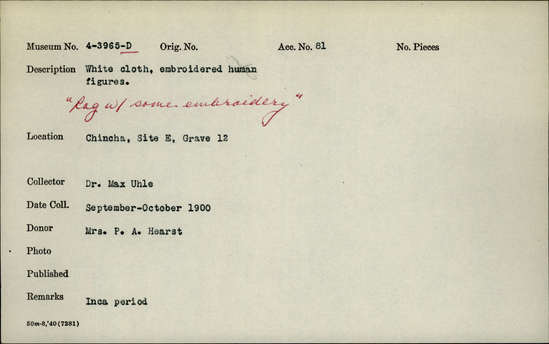 Museum No. 4-3965-D Orig. No. Acc. No. 81 No. Pieces
Description White cloth, embroidered human
figures.
"Rag w/ some embroidery"
Location Chincha, Site E, Grave 12
Collector Dr. Max Uhle
Date Coll. September-October 1900
Donor Mrs. P. A. Hearst
Photo
Published
Remarks Inca period
50m-8,'40(7281)